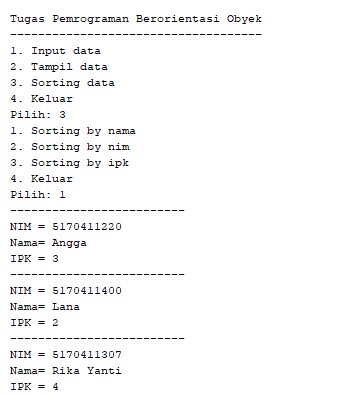 Tugas Pemrograman Berorientasi Obyek
------------------------------------
1. Input data
2. Tampil data
3. Sorting data
4. Keluar
Pilih: 3
1. Sorting by nama
2. Sorting by nim
3. Sorting by ipk
4. Keluar
Pilih: 1
-------------------------
NIM = 5170411220
Nama= Angga
IPK = 3
-------------------------
NIM = 5170411400
Nama= Lana
IPK = 2
-------------------------
NIM = 5170411307
Nama= Rika Yanti
IPK = 4